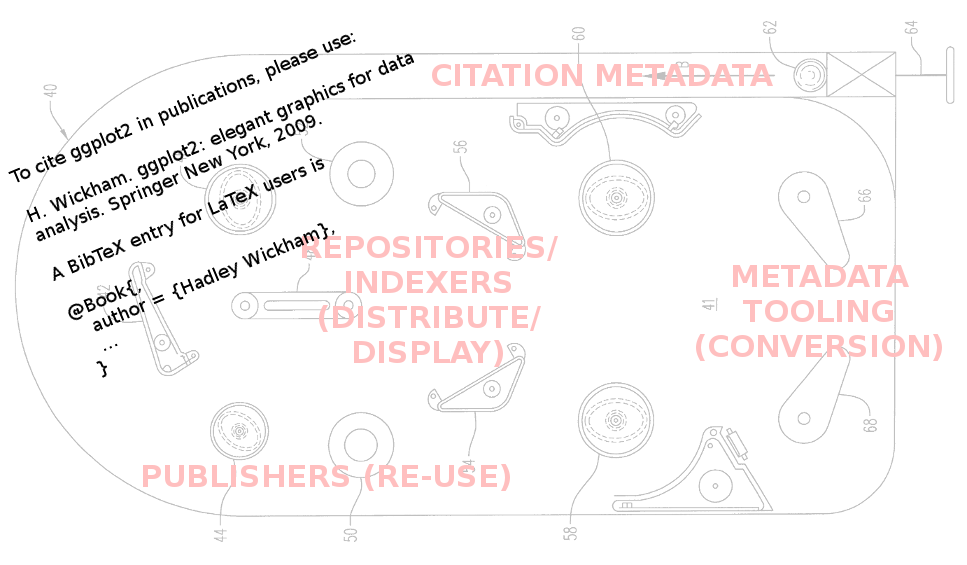 60
62
64
40
CITATION METADATA
B
To cite ggplot2 in publications, please use:
H. Wickham. ggplot2: elegant graphics for data
analysis. Springer New York, 2009.
A BibTeX entry for LaTeX users is
@Book{,
author = {Hadley Wickham},
...
}
56
66
REPOSITORIES/
INDEXERS
(DISTRIBUTE/
DISPLAY)
41
METADATA
TOOLING
(CONVERSION)
68
PUBLISHERS (RE-USE)
44
50
58